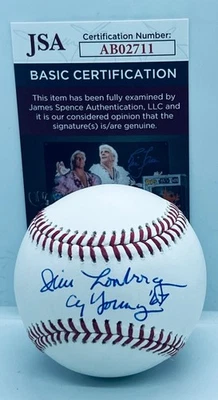 JSA
Certification Number:
AB02711
BASIC CERTIFICATION
This item has been fully examined by
James Spence Authentication, LLC and
it is our considered opinion that the
signature(s) is/are genuine.
Jim Lonborg
Cy Young '67